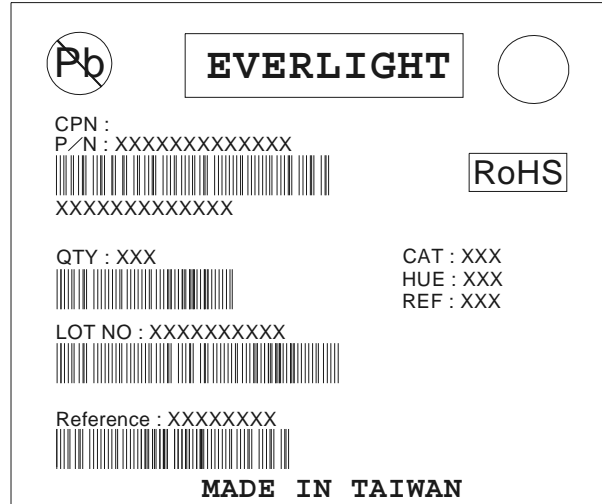 Pb
EVERLIGHT
CPN :
P/N : XXXXXXXXXXXXX
RoHS
XXXXXXXXXXXXX
QTY : XXX
CAT : XXX
HUE : XXX
REF : XXX
LOT NO : XXXXXXXXXX
Reference : XXXXXXXX
MADE IN TAIWAN